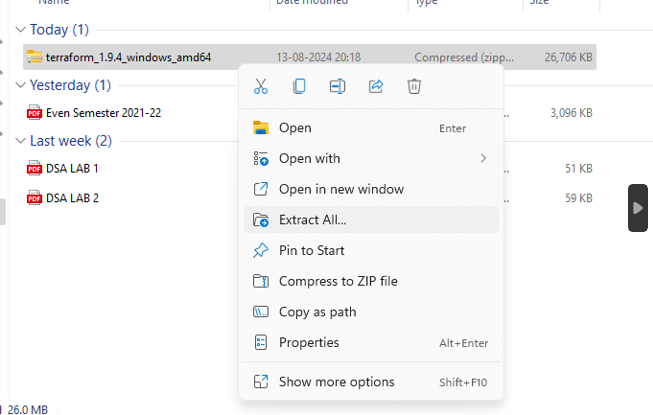 Name Date modified Type Size
Today (1)
terraform_1.9.4_windows_amd64 13-08-2024 20:18 Compressed (zipp... 26,706 KB
Yesterday (1)
PDF Even Semester 2021-22 3,096 KB
Last week (2)
PDF DSA LAB 1 51 KB
PDF DSA LAB 2 59 KB
Open Enter
Open with
Open in new window
Extract All...
Pin to Start
Compress to ZIP file
Copy as path
Properties Alt+Enter
Show more options Shift+F10
26.0 MB